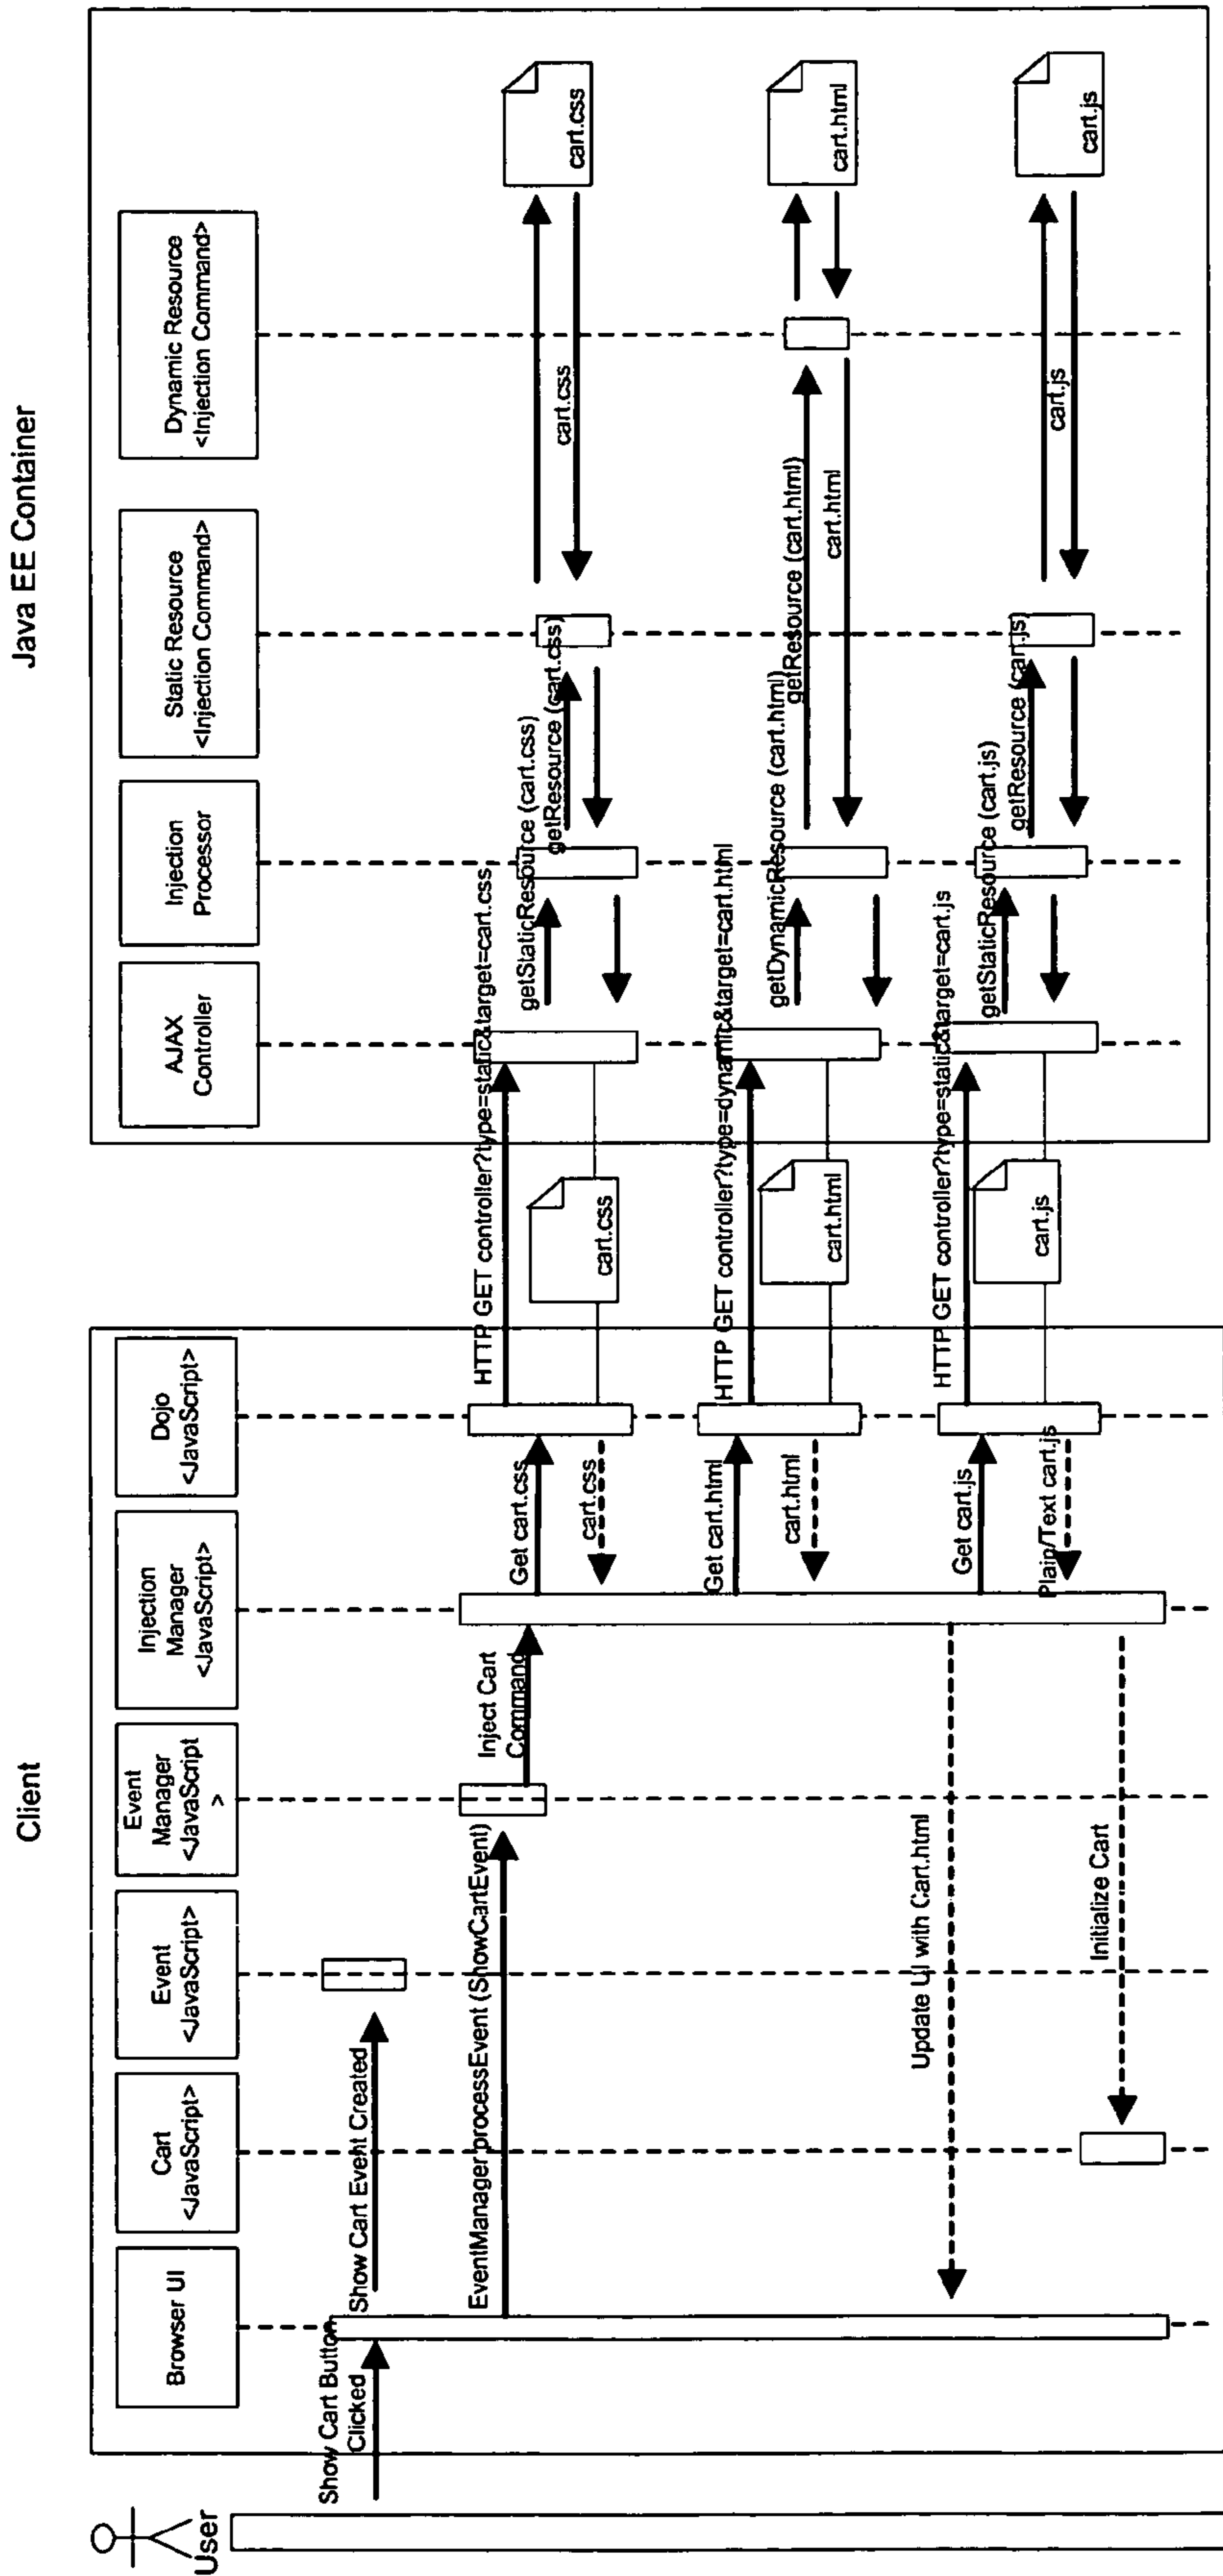 Client
Java EE Container
User
Browser UI
Cart
<JavaScript>
Event
<JavaScript>
Event
Manager
<JavaScript
>
Injection
Manager
<JavaScript>
Dojo
<JavaScript>
AJAX
Controller
Injection
Processor
Static Resource
<Injection Command>
Dynamic Resource
<Injection Command>
Show Cart Button
Clicked
Show Cart Event Created
EventManager.processEvent (ShowCartEvent)
Inject Cart
Command
Get cart.css
HTTP GET controller?type=static&target=cart.css
getStaticResource (cart.css)
getResource (cart.css)
cart.css
cart.css
cart.css
cart.css
Get cart.html
HTTP GET controller?type=dynamic&target=cart.html
getDynamicResource (cart.html)
getResource (cart.html)
cart.html
cart.html
cart.html
cart.html
Update UI with Cart.html
Get cart.js
HTTP GET controller?type=static&target=cart.js
getStaticResource (cart.js)
getResource (cart.js)
cart.js
cart.js
cart.js
Plain/Text cart.js
Initialize Cart